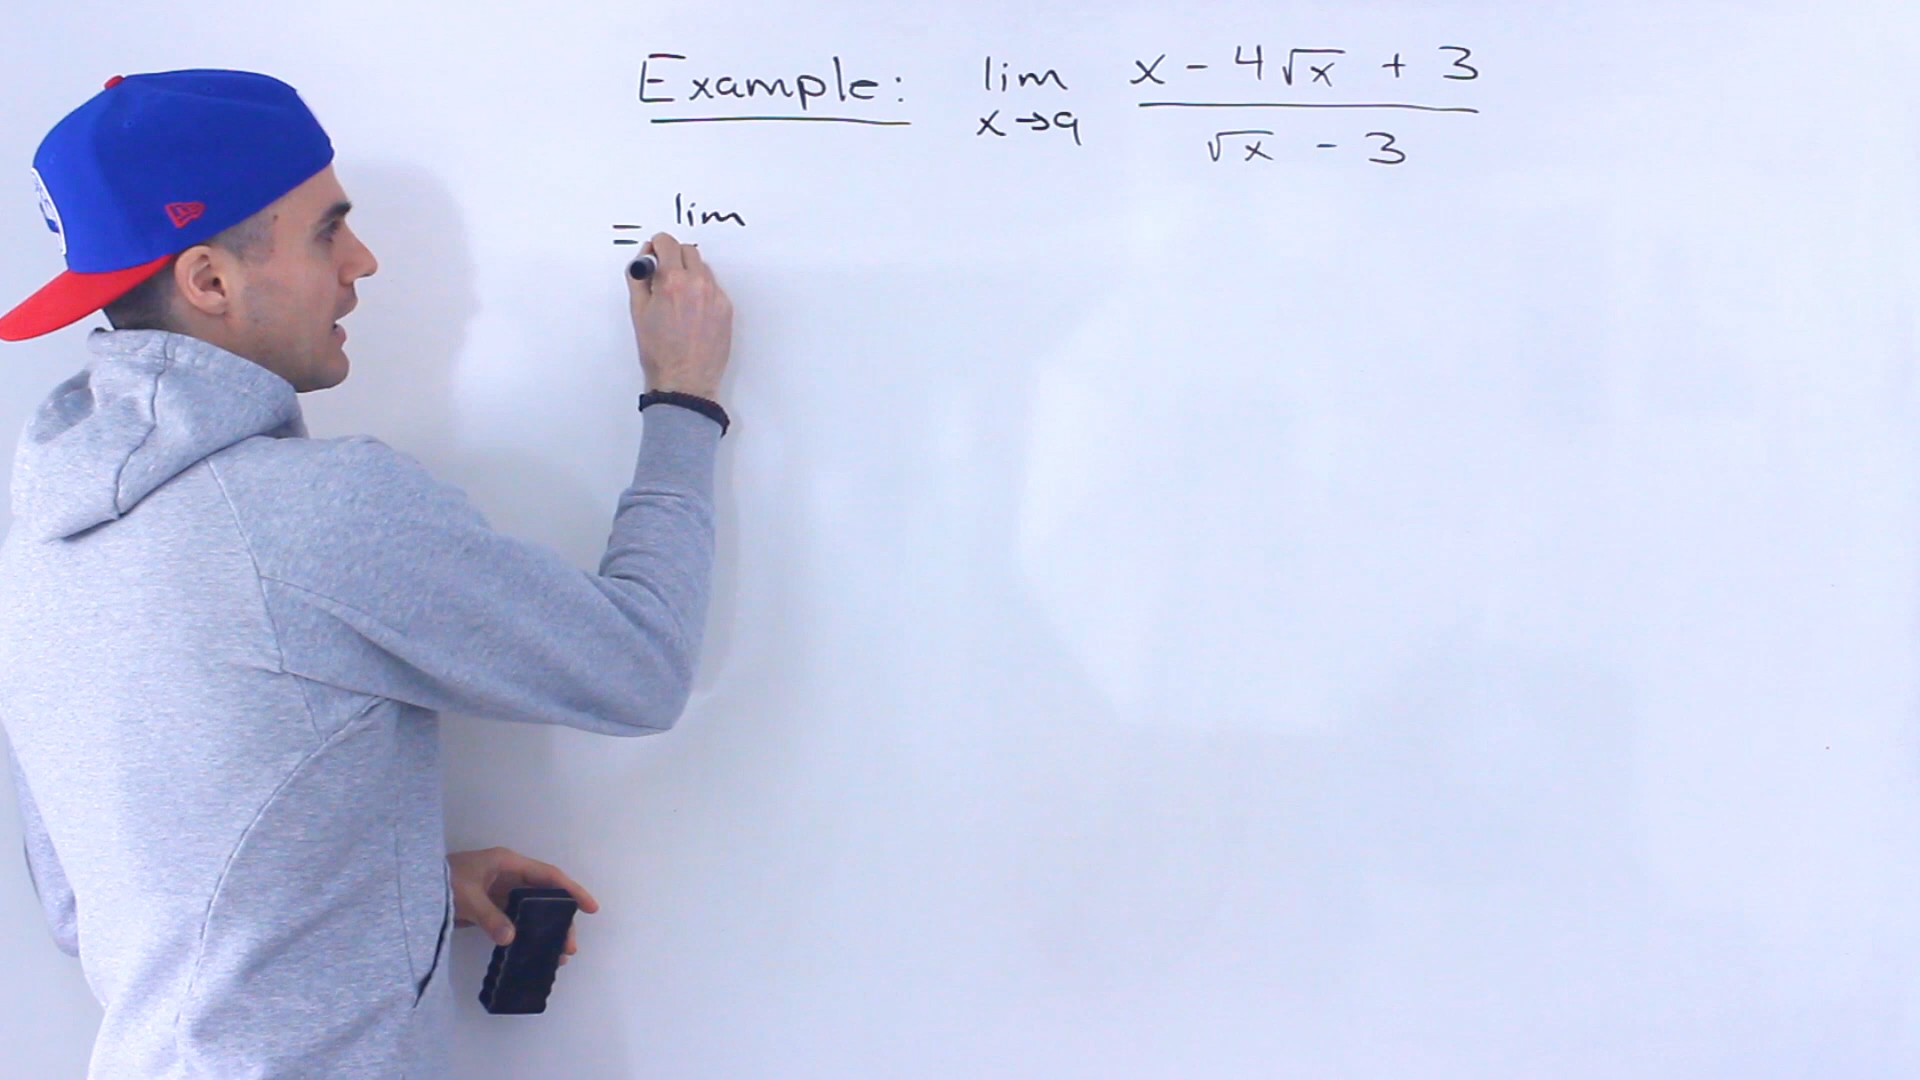 Example: lim x→9 x - 4√x + 3 / √x - 3
= lim